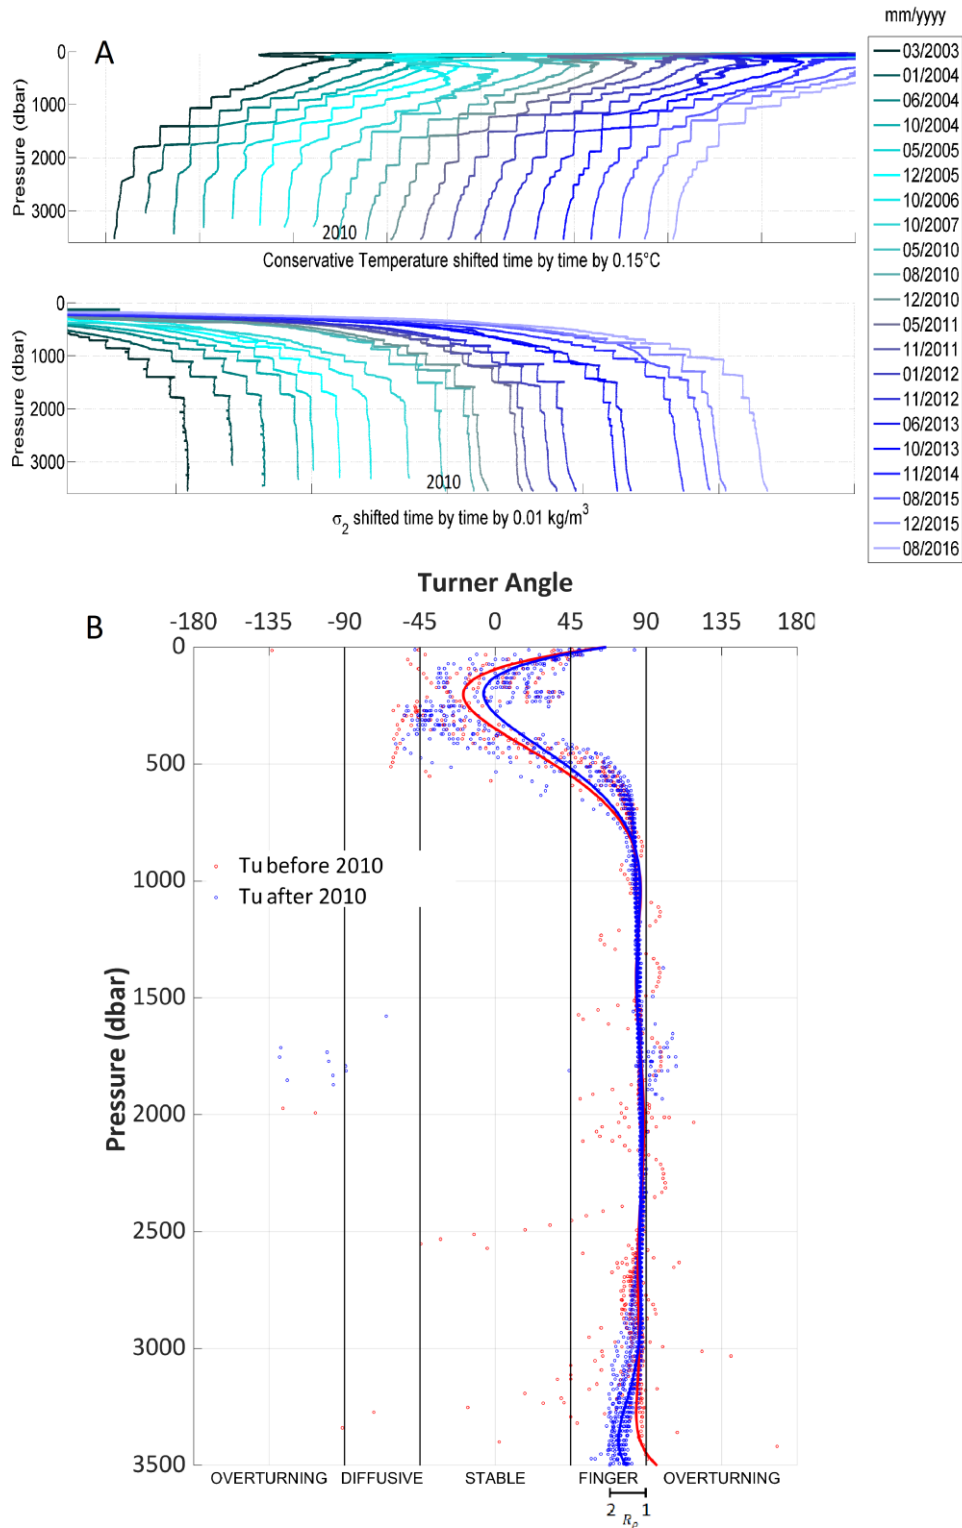 mm/yyyy
A
0
1000
2000
3000
Pressure (dbar)
2010
Conservative Temperature shifted time by time by 0.15°C
03/2003
01/2004
06/2004
10/2004
05/2005
12/2005
10/2006
10/2007
05/2010
08/2010
12/2010
05/2011
11/2011
01/2012
11/2012
06/2013
10/2013
11/2014
08/2015
12/2015
08/2016
0
1000
2000
3000
Pressure (dbar)
2010
σ2 shifted time by time by 0.01 kg/m³
Turner Angle
B
-180 -135 -90 -45 0 45 90 135 180
0
500
1000
1500
2000
2500
3000
3500
Pressure (dbar)
Tu before 2010
Tu after 2010
OVERTURNING DIFFUSIVE STABLE FINGER OVERTURNING
2 1
Rρ